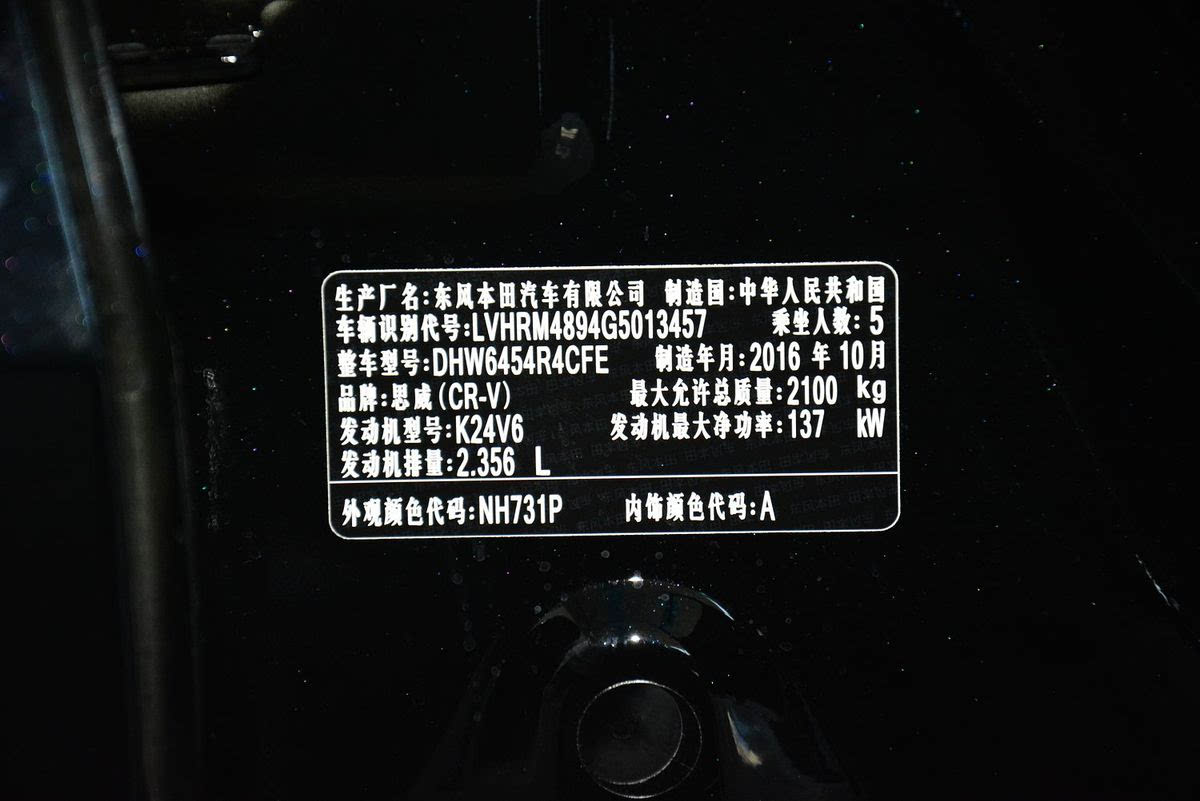 生产厂名:东风本田汽车有限公司 制造国:中华人民共和国
车辆识别代号:LVHRM4894G5013457 乘坐人数:5
整车型号:DHW6454R4CFE 制造年月:2016 年 10 月
品牌:思威(CR-V) 最大允许总质量:2100 kg
发动机型号:K24V6 发动机最大净功率:137 kW
发动机排量:2.356 L
外观颜色代码:NH731P 内饰颜色代码:A